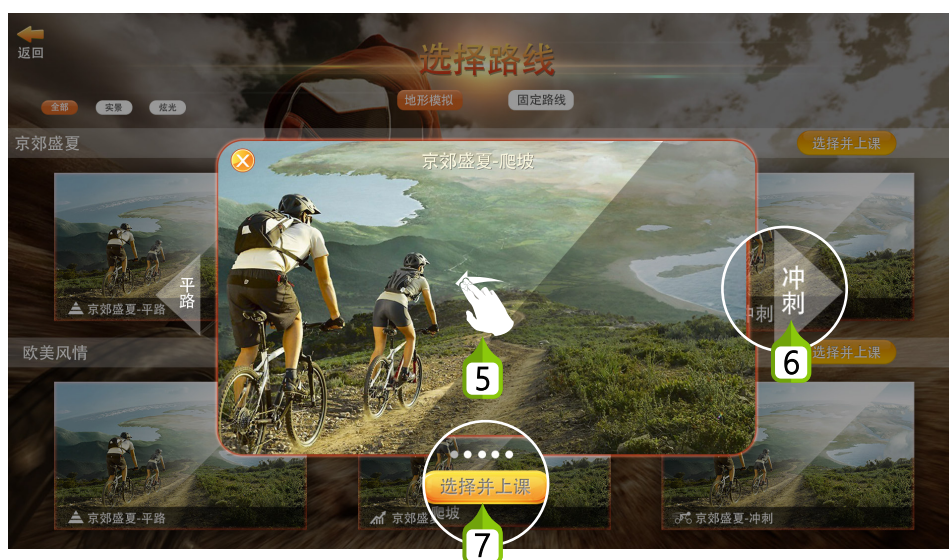 返回
选择路线
全部
实景
炫光
地形模拟
固定路线
京郊盛夏
选择并上课
京郊盛夏-爬坡
平路
冲刺
京郊盛夏-平路
冲刺
5
6
欧美风情
选择并上课
选择并上课
京郊盛夏-平路
京郊盛
爬坡
京郊盛夏-冲刺
7